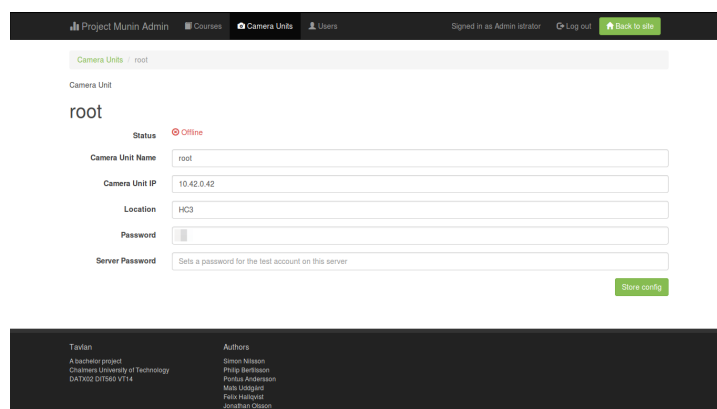 Project Munin Admin Courses Camera Units Users Signed in as Admin istrator Log out Back to site
Camera Units / root
Camera Unit
root
Status Offline
Camera Unit Name root
Camera Unit IP 10.42.0.42
Location HC3
Password
Server Password Sets a password for the test account on this server
Store config
Tavlan
A bachelor project
Chalmers University of Technology
DATX02 DIT560 VT14
Authors
Simon Nilsson
Philip Bertilsson
Pontus Andersson
Mats Uddgård
Felix Hallqvist
Jonathan Olsson